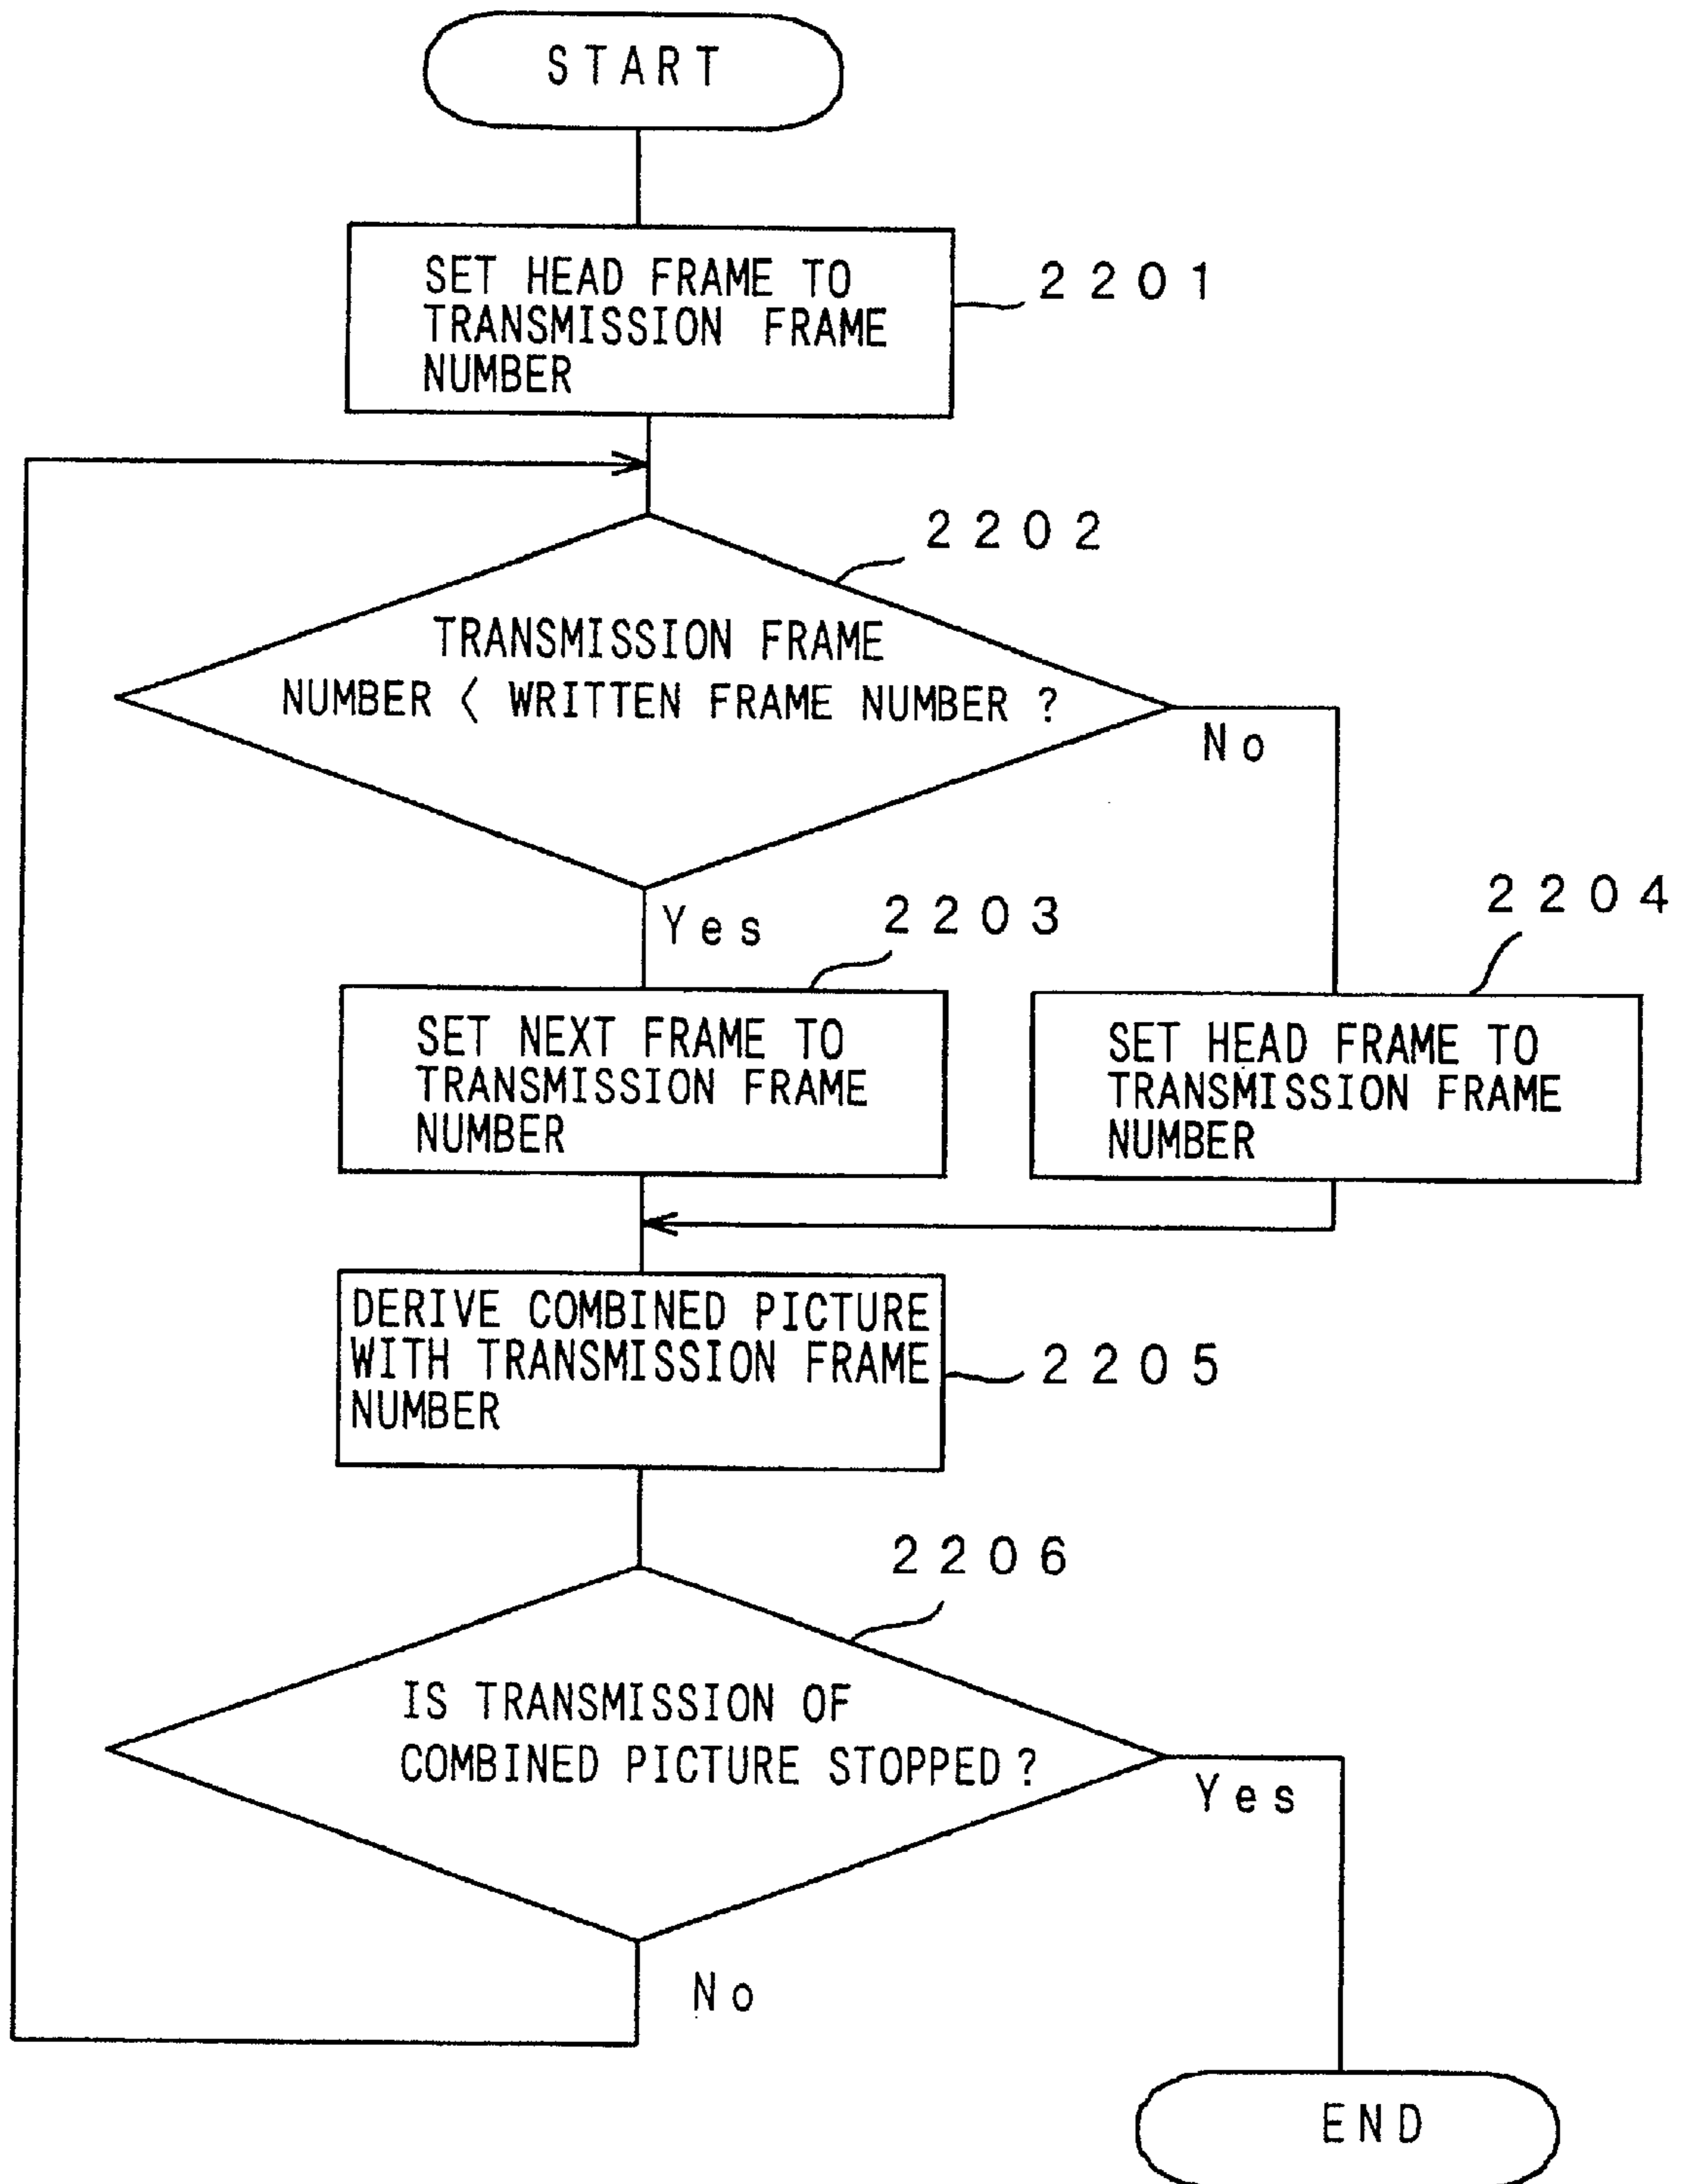 START
SET HEAD FRAME TO
TRANSMISSION FRAME
NUMBER
2201
2202
TRANSMISSION FRAME
NUMBER < WRITTEN FRAME NUMBER ?
No
Yes
2203
2204
SET NEXT FRAME TO
TRANSMISSION FRAME
NUMBER
SET HEAD FRAME TO
TRANSMISSION FRAME
NUMBER
DERIVE COMBINED PICTURE
WITH TRANSMISSION FRAME
NUMBER
2205
2206
IS TRANSMISSION OF
COMBINED PICTURE STOPPED ?
Yes
No
END